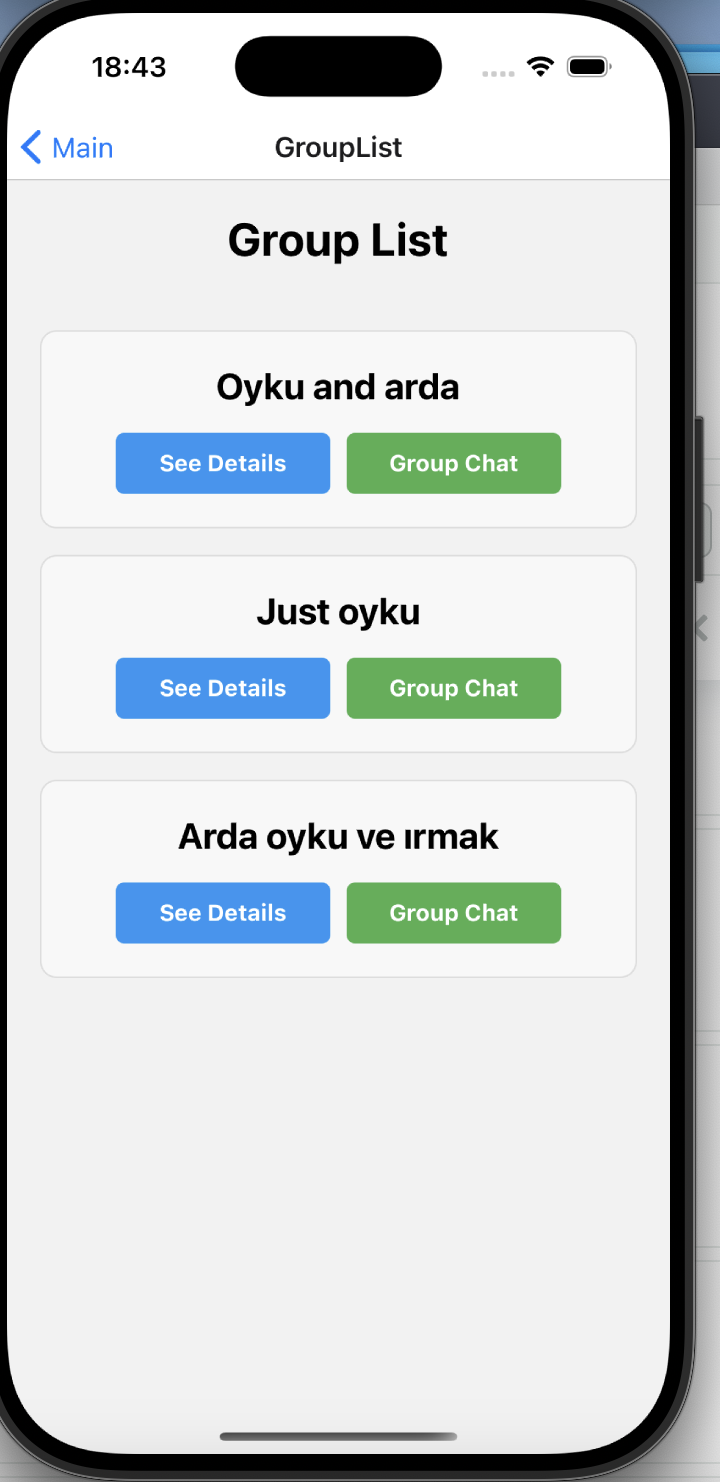 18:43
Main GroupList
Group List
Oyku and arda
See Details Group Chat
Just oyku
See Details Group Chat
Arda oyku ve ırmak
See Details Group Chat